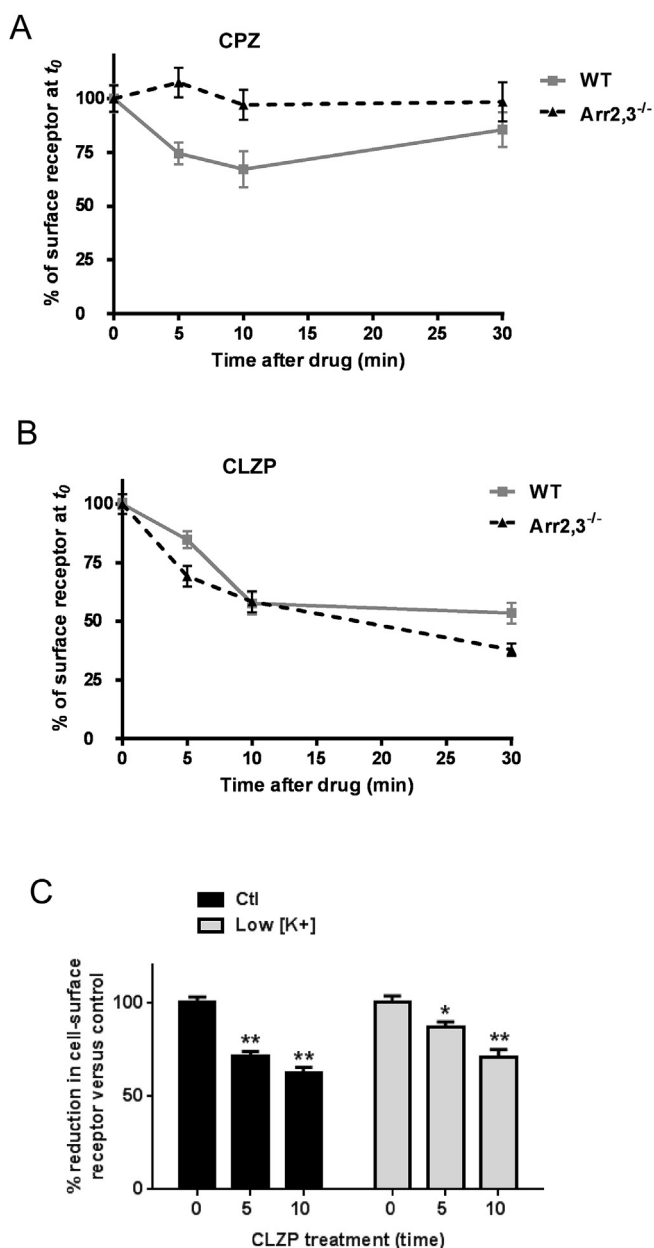 A
CPZ
% of surface receptor at t0
100
75
50
25
0
0 5 10 15 20 25 30
Time after drug (min)
WT
Arr2,3-/-
B
CLZP
% of surface receptor at t0
100
75
50
25
0
0 5 10 15 20 25 30
Time after drug (min)
WT
Arr2,3-/-
C
Ctl
Low [K+]
% reduction in cell-surface
receptor versus control
100
50
0
** ** * **
0 5 10 0 5 10
CLZP treatment (time)